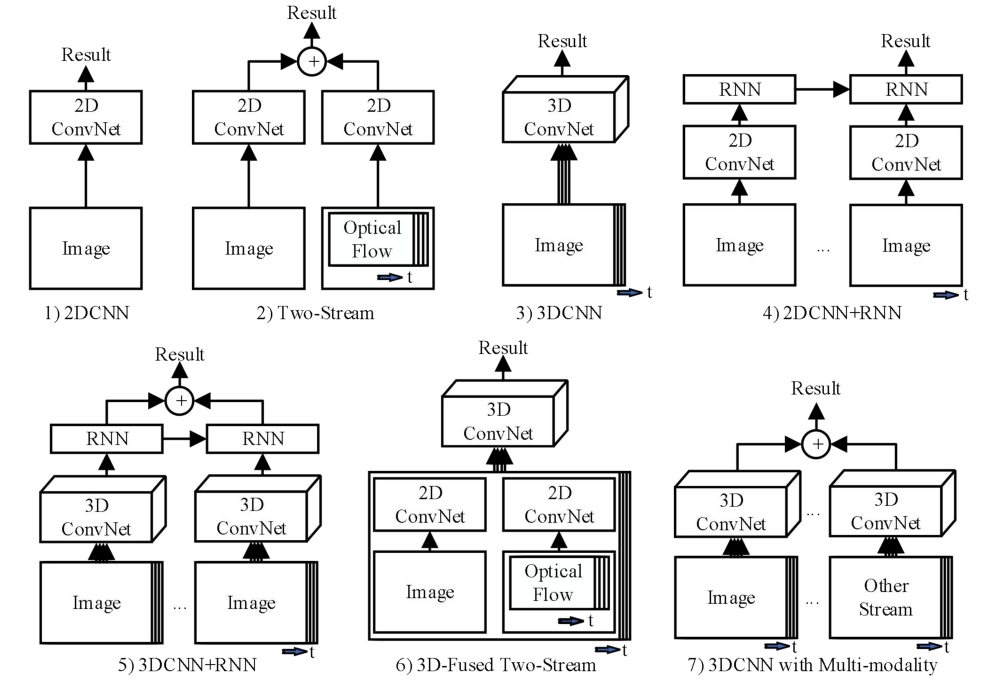 Result
2D
ConvNet
Image
1) 2DCNN
Result
+
2D
ConvNet
2D
ConvNet
Image
Optical
Flow
t
2) Two-Stream
Result
3D
ConvNet
Image
t
3) 3DCNN
Result
RNN
RNN
2D
ConvNet
2D
ConvNet
Image
...
Image
t
4) 2DCNN+RNN
Result
+
RNN
RNN
3D
ConvNet
3D
ConvNet
Image
...
Image
t
5) 3DCNN+RNN
Result
3D
ConvNet
2D
ConvNet
2D
ConvNet
Image
Optical
Flow
t
t
6) 3D-Fused Two-Stream
Result
+
3D
ConvNet
...
3D
ConvNet
Image
...
Other
Stream
t
t
7) 3DCNN with Multi-modality